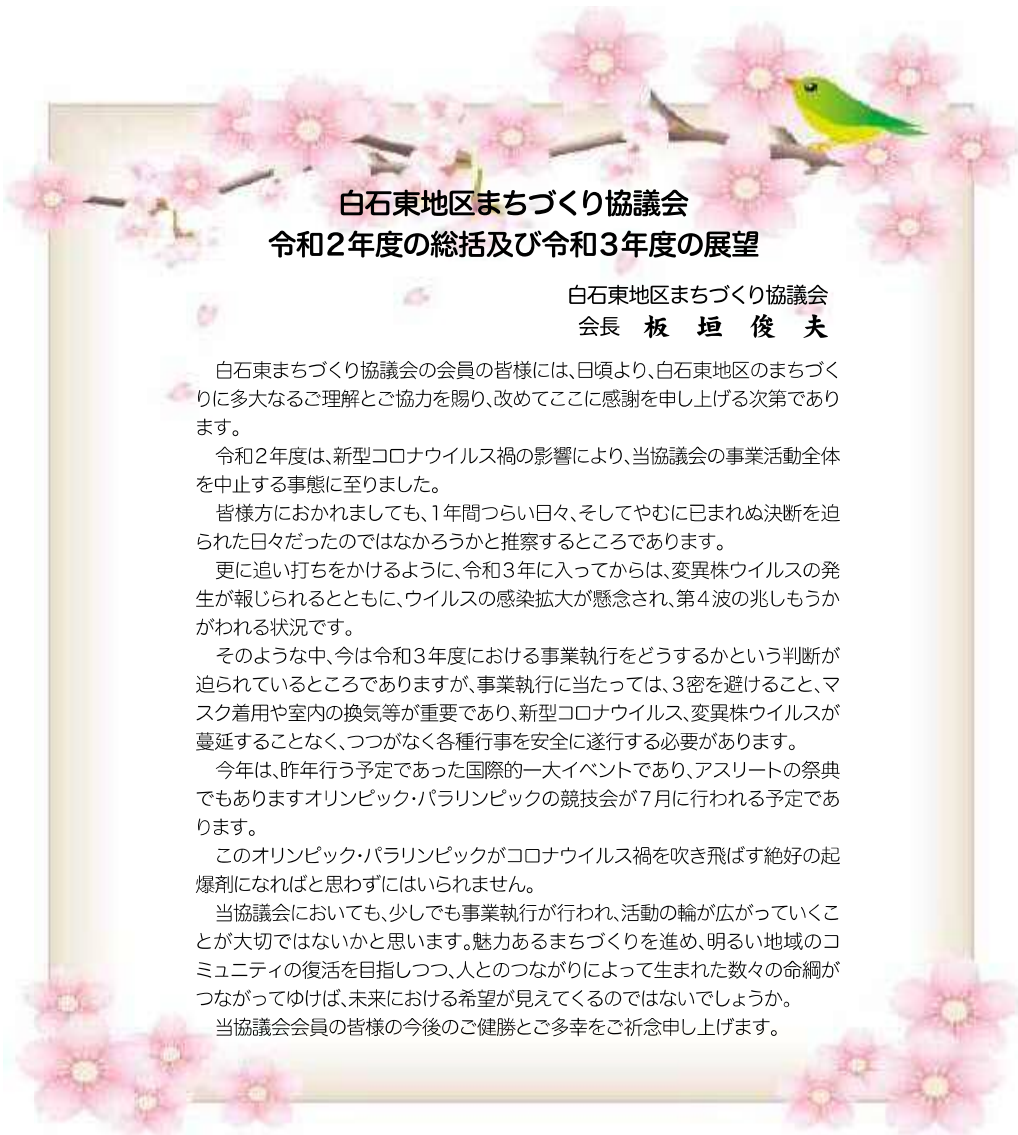 白石東地区まちづくり協議会
令和2年度の総括及び令和3年度の展望
白石東地区まちづくり協議会
会長　板　垣　俊　夫
　白石東まちづくり協議会の会員の皆様には、日頃より、白石東地区のまちづく
りに多大なるご理解とご協力を賜り、改めてここに感謝を申し上げる次第であり
ます。
　令和2年度は、新型コロナウイルス禍の影響により、当協議会の事業活動全体
を中止する事態に至りました。
　皆様方におかれましても、1年間つらい日々、そしてやむに已まれぬ決断を迫
られた日々だったのではなかろうかと推察するところであります。
　更に追い打ちをかけるように、令和3年に入ってからは、変異株ウイルスの発
生が報じられるとともに、ウイルスの感染拡大が懸念され、第4波の兆しもうか
がわれる状況です。
　そのような中、今は令和3年度における事業執行をどうするかという判断が
迫られているところでありますが、事業執行に当たっては、3密を避けること、マ
スク着用や室内の換気等が重要であり、新型コロナウイルス、変異株ウイルスが
蔓延することなく、つつがなく各種行事を安全に遂行する必要があります。
　今年は、昨年行う予定であった国際的一大イベントであり、アスリートの祭典
でもありますオリンピック・パラリンピックの競技会が7月に行われる予定であ
ります。
　このオリンピック・パラリンピックがコロナウイルス禍を吹き飛ばす絶好の起
爆剤になればと思わずにはいられません。
　当協議会においても、少しでも事業執行が行われ、活動の輪が広がっていくこ
とが大切ではないかと思います。魅力あるまちづくりを進め、明るい地域のコ
ミュニティの復活を目指しつつ、人とのつながりによって生まれた数々の命綱が
つながってゆけば、未来における希望が見えてくるのではないでしょうか。
　当協議会会員の皆様の今後のご健勝とご多幸をご祈念申し上げます。